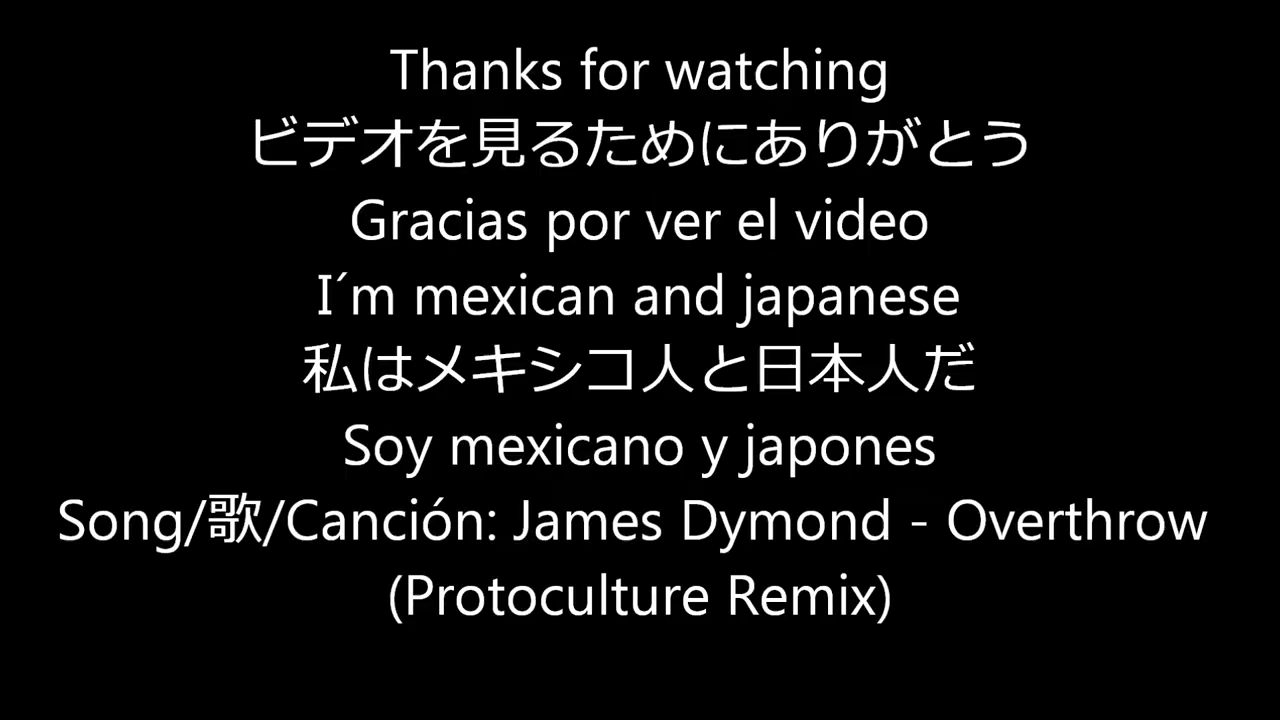 Thanks for watching
ビデオを見るためにありがとう
Gracias por ver el video
I´m mexican and japanese
私はメキシコ人と日本人だ
Soy mexicano y japones
Song/歌/Canción: James Dymond - Overthrow
(Protoculture Remix)